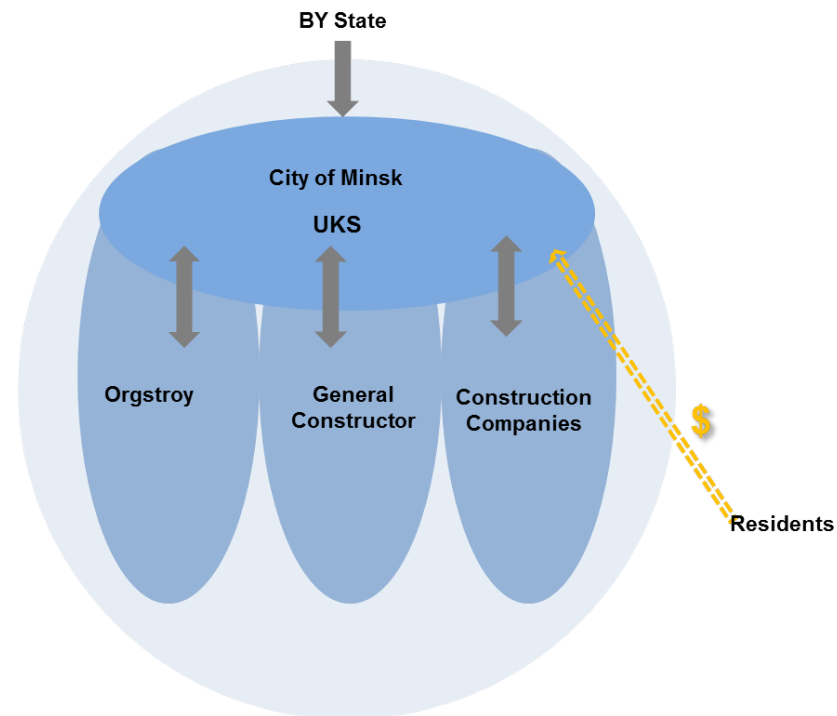 BY State
City of Minsk
UKS
Orgstroy
General
Constructor
Construction
Companies
$
Residents